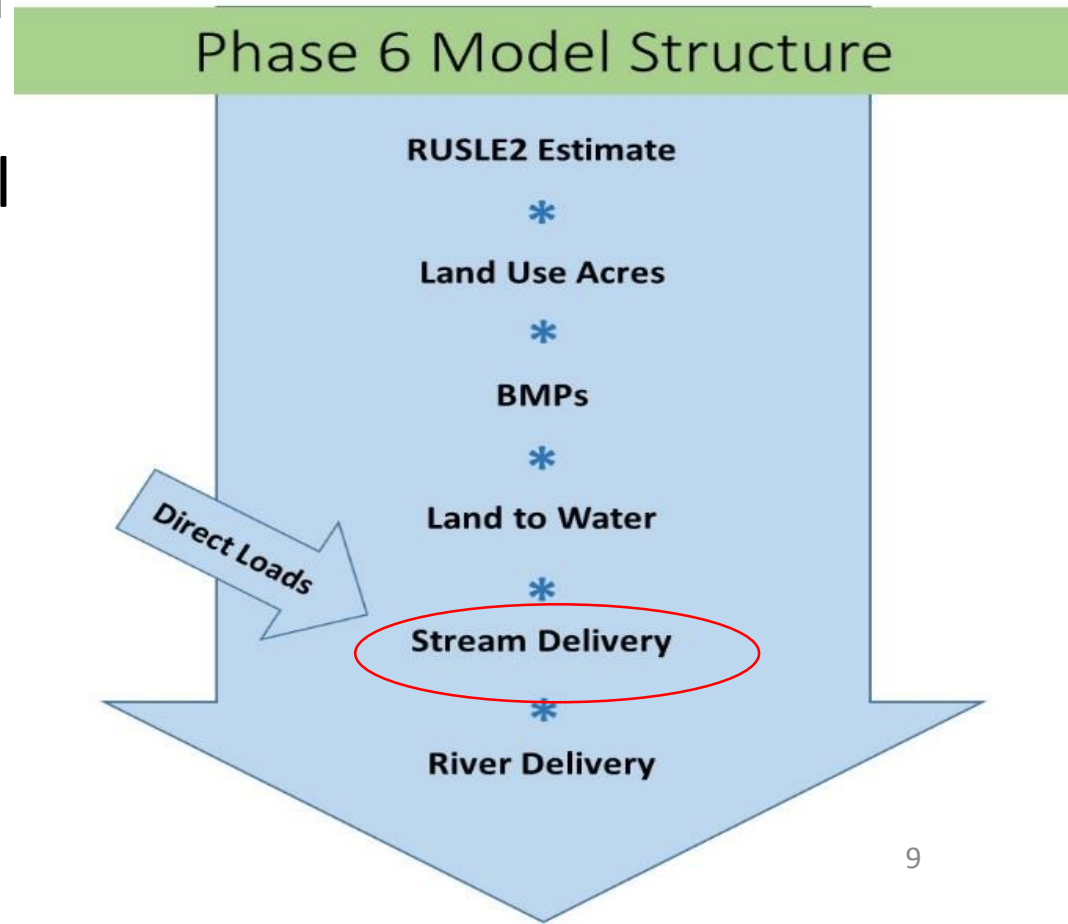 Phase 6 Model Structure
RUSLE2 Estimate
*
Land Use Acres
*
BMPs
*
Land to Water
Direct Loads
*
Stream Delivery
*
River Delivery
9